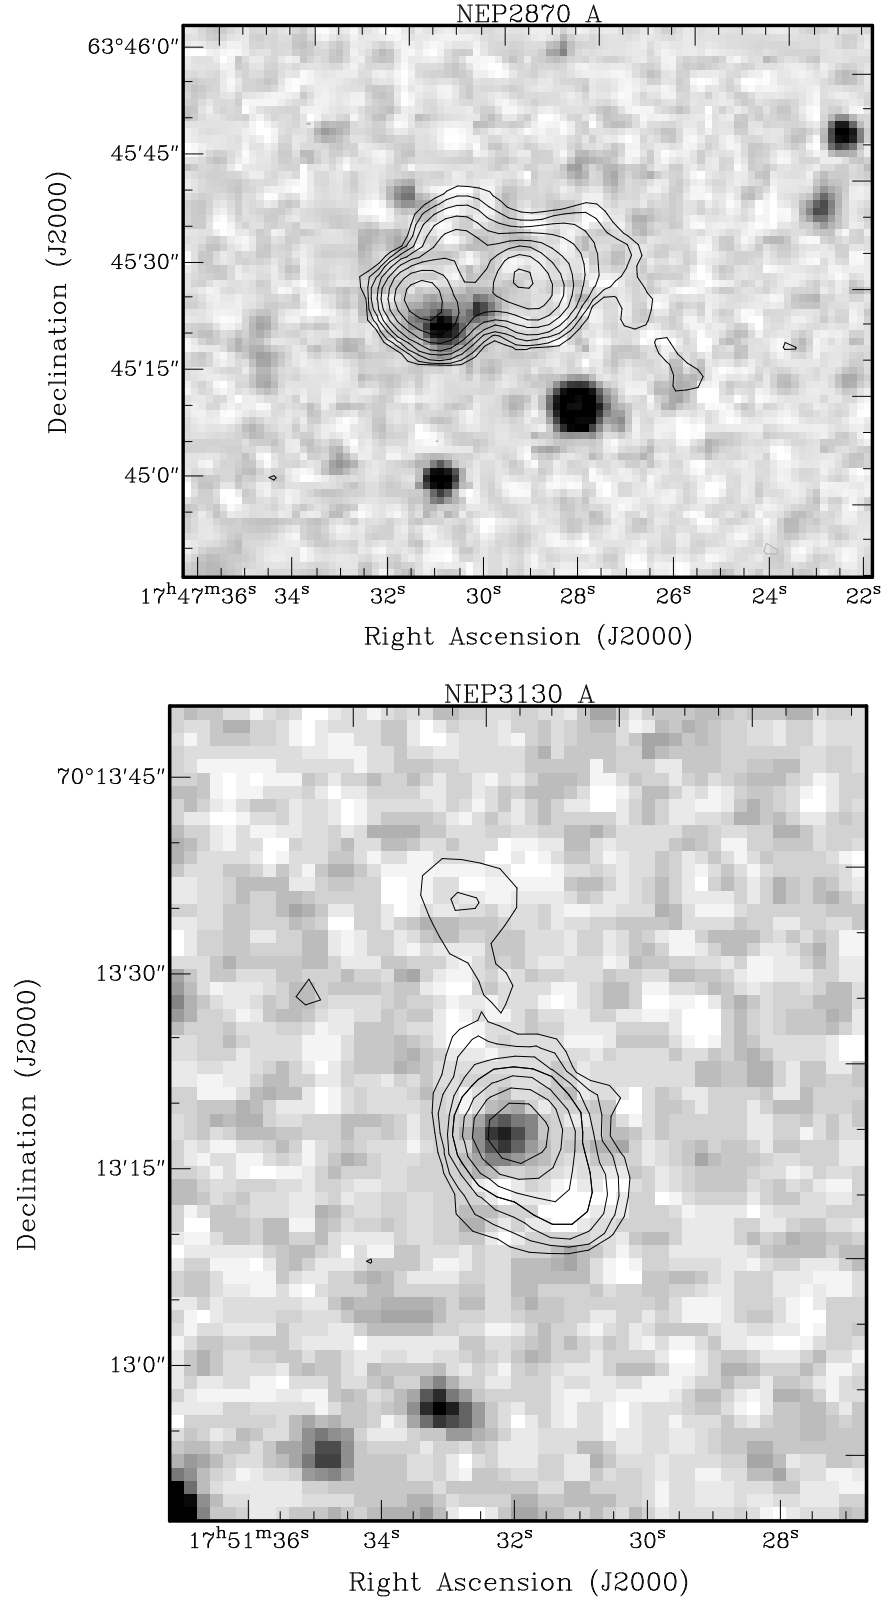 NEP2870 A
63°46'0"
45'45"
45'30"
45'15"
45'0"
Declination (J2000)
17h47m36s 34s 32s 30s 28s 26s 24s 22s
Right Ascension (J2000)
NEP3130 A
70°13'45"
13'30"
13'15"
13'0"
Declination (J2000)
17h51m36s 34s 32s 30s 28s
Right Ascension (J2000)